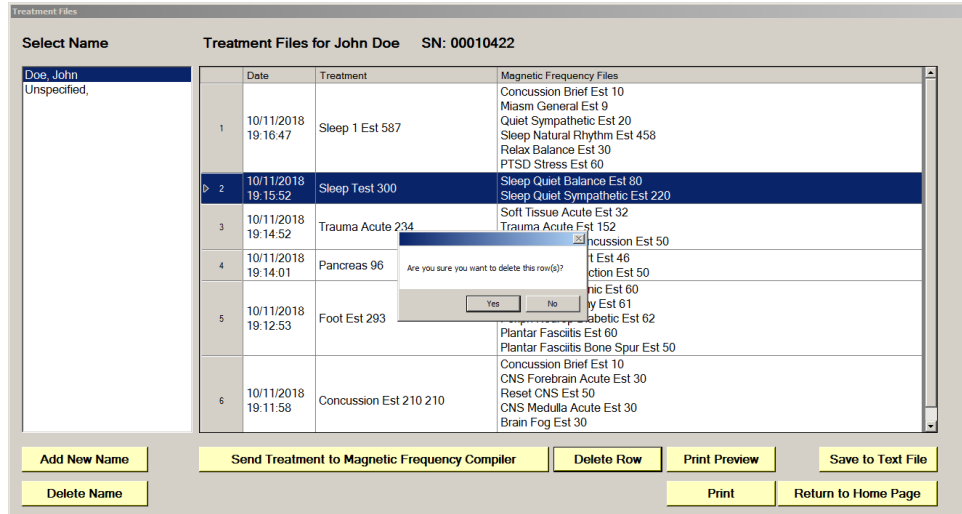 Treatment Files
Select Name
Treatment Files for John Doe SN: 00010422
Doe, John
Unspecified,
Date Treatment Magnetic Frequency Files
1
10/11/2018
19:16:47
Sleep 1 Est 587
Concussion Brief Est 10
Miasm General Est 9
Quiet Sympathetic Est 20
Sleep Natural Rhythm Est 458
Relax Balance Est 30
PTSD Stress Est 60
2
10/11/2018
19:15:52
Sleep Test 300
Sleep Quiet Balance Est 80
Sleep Quiet Sympathetic Est 220
3
10/11/2018
19:14:52
Trauma Acute 234
Soft Tissue Acute Est 32
Trauma Acute Est 152
Est 50
4
10/11/2018
19:14:01
Pancreas 96
Est 46
Est 50
Are you sure you want to delete this row(s)?
Yes
No
5
10/11/2018
19:12:53
Foot Est 293
Est 60
Est 61
Est 62
Plantar Fasciitis Est 60
Plantar Fasciitis Bone Spur Est 50
6
10/11/2018
19:11:58
Concussion Est 210 210
Concussion Brief Est 10
CNS Forebrain Acute Est 30
Reset CNS Est 50
CNS Medulla Acute Est 30
Brain Fog Est 30
Add New Name
Send Treatment to Magnetic Frequency Compiler
Delete Row
Print Preview
Save to Text File
Delete Name
Print
Return to Home Page